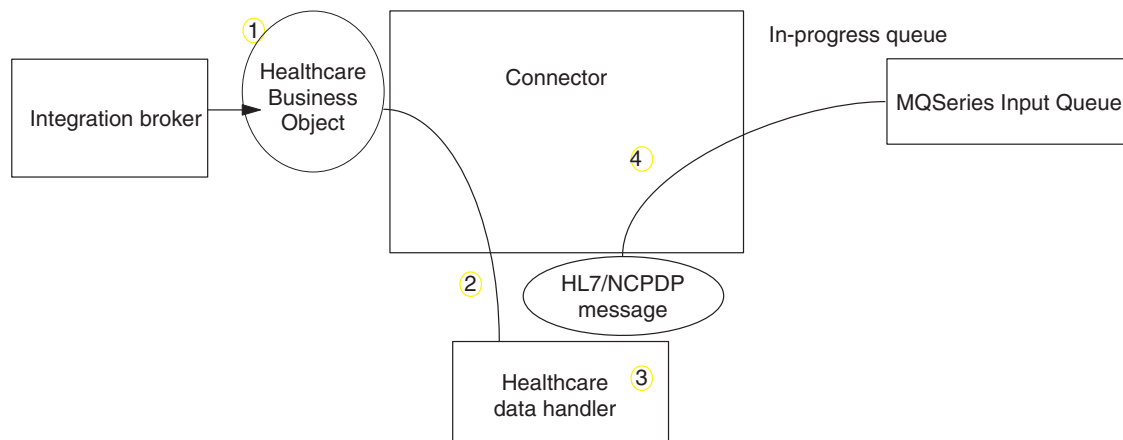 1
In-progress queue
Integration broker
Healthcare
Business
Object
Connector
MQSeries Input Queue
4
2
HL7/NCPDP
message
Healthcare
data handler
3